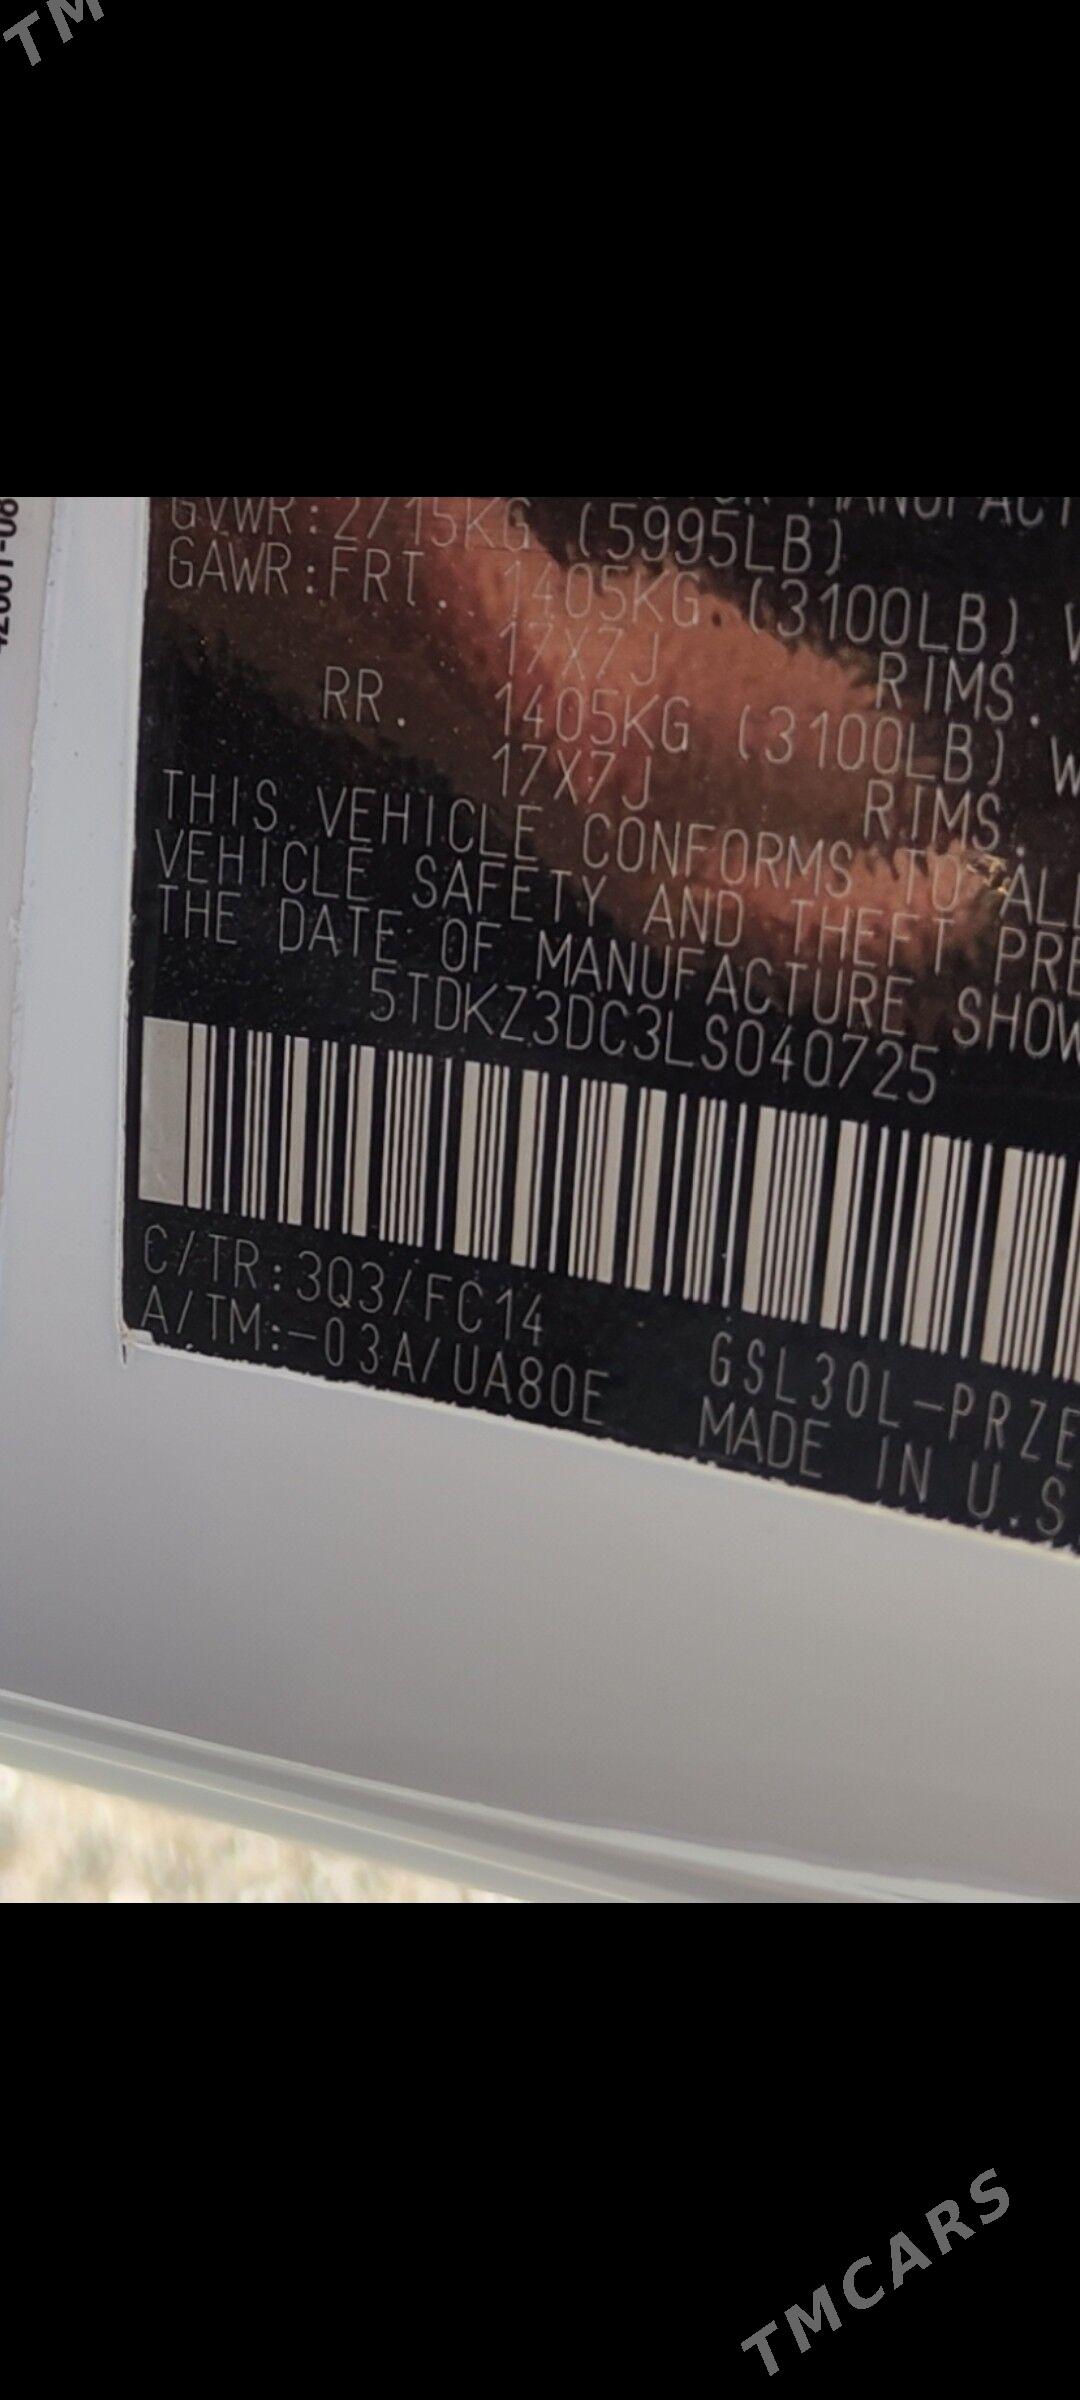 TM
GVWR:2715KG (5995LB)
GAWR:FRT. 1405KG (3100LB)
17X7J RIMS.
RR. 1405KG (3100LB)
17X7J RIMS.
THIS VEHICLE CONFORMS TO
VEHICLE SAFETY AND THEFT PRE
THE DATE OF MANUFACTURE SHOW
5TDKZ3DC3LS040725
C/TR:3Q3/FC14 GSL30L-PRZE
A/TM:-03A/UA80E MADE IN U.S
TMCARS